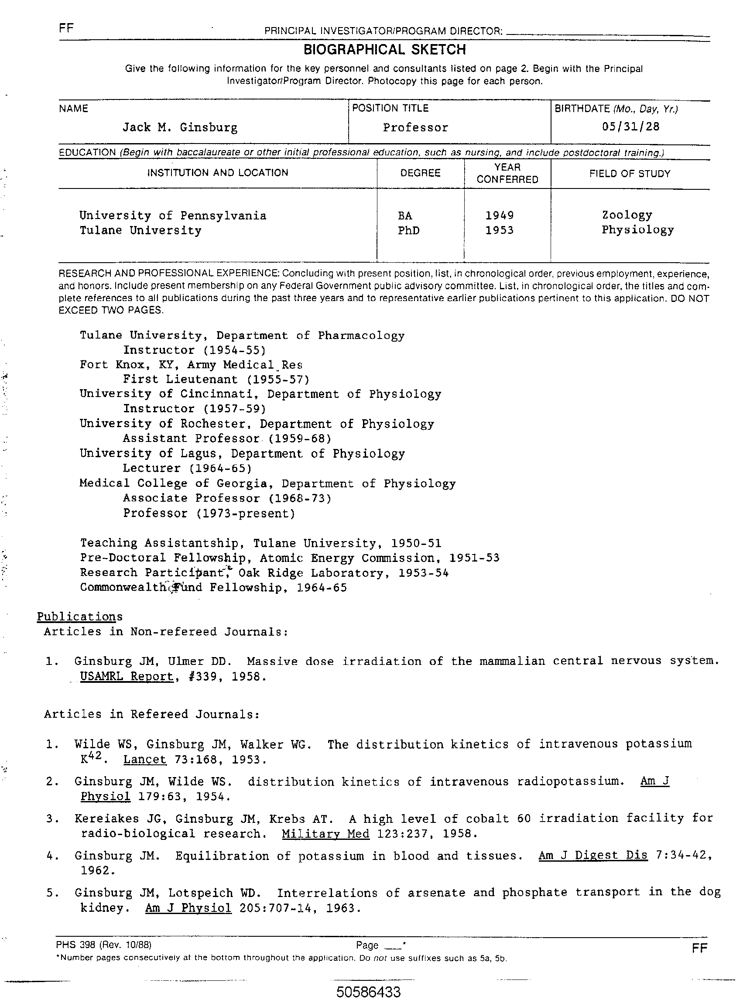 FF
PRINCIPAL INVESTIGATOR/PROGRAM DIRECTOR:
BIOGRAPHICAL SKETCH
Give the following information for the key personnel and consultants listed on page 2. Begin with the Principal
Investigator/Program Director. Photocopy this page for each person.
NAME POSITION TITLE BIRTHDATE (Mo., Day, Yr.)
Jack M. Ginsburg Professor 05/31/28
EDUCATION (Begin with baccalaureate or other initial professional education, such as nursing, and include postdoctoral training.)
INSTITUTION AND LOCATION DEGREE YEAR CONFERRED FIELD OF STUDY
University of Pennsylvania BA 1949 Zoology
Tulane University PhD 1953 Physiology
RESEARCH AND PROFESSIONAL EXPERIENCE: Concluding with present position, list, in chronological order, previous employment, experience,
and honors. Include present membership on any Federal Government public advisory committee. List, in chronological order, the titles and com-
plete references to all publications during the past three years and to representative earlier publications pertinent to this application. DO NOT
EXCEED TWO PAGES.
Tulane University, Department of Pharmacology
Instructor (1954-55)
Fort Knox, KY, Army Medical Res
First Lieutenant (1955-57)
University of Cincinnati, Department of Physiology
Instructor (1957-59)
University of Rochester, Department of Physiology
Assistant Professor (1959-68)
University of Lagus, Department of Physiology
Lecturer (1964-65)
Medical College of Georgia, Department of Physiology
Associate Professor (1968-73)
Professor (1973-present)
Teaching Assistantship, Tulane University, 1950-51
Pre-Doctoral Fellowship, Atomic Energy Commission, 1951-53
Research Participant, Oak Ridge Laboratory, 1953-54
Commonwealth Fund Fellowship, 1964-65
Publications
Articles in Non-refereed Journals:
1. Ginsburg JM, Ulmer DD. Massive dose irradiation of the mammalian central nervous system.
USAMRL Report, #339, 1958.
Articles in Refereed Journals:
1. Wilde WS, Ginsburg JM, Walker WG. The distribution kinetics of intravenous potassium
K42. Lancet 73:168, 1953.
2. Ginsburg JM, Wilde WS. distribution kinetics of intravenous radiopotassium. Am J
Physiol 179:63, 1954.
3. Kereiakes JG, Ginsburg JM, Krebs AT. A high level of cobalt 60 irradiation facility for
radio-biological research. Military Med 123:237, 1958.
4. Ginsburg JM. Equilibration of potassium in blood and tissues. Am J Digest Dis 7:34-42,
1962.
5. Ginsburg JM, Lotspeich WD. Interrelations of arsenate and phosphate transport in the dog
kidney. Am J Physiol 205:707-14, 1963.
PHS 398 (Rev. 10/88) Page ___* FF
*Number pages consecutively at the bottom throughout the application. Do not use suffixes such as 5a, 5b.
50586433